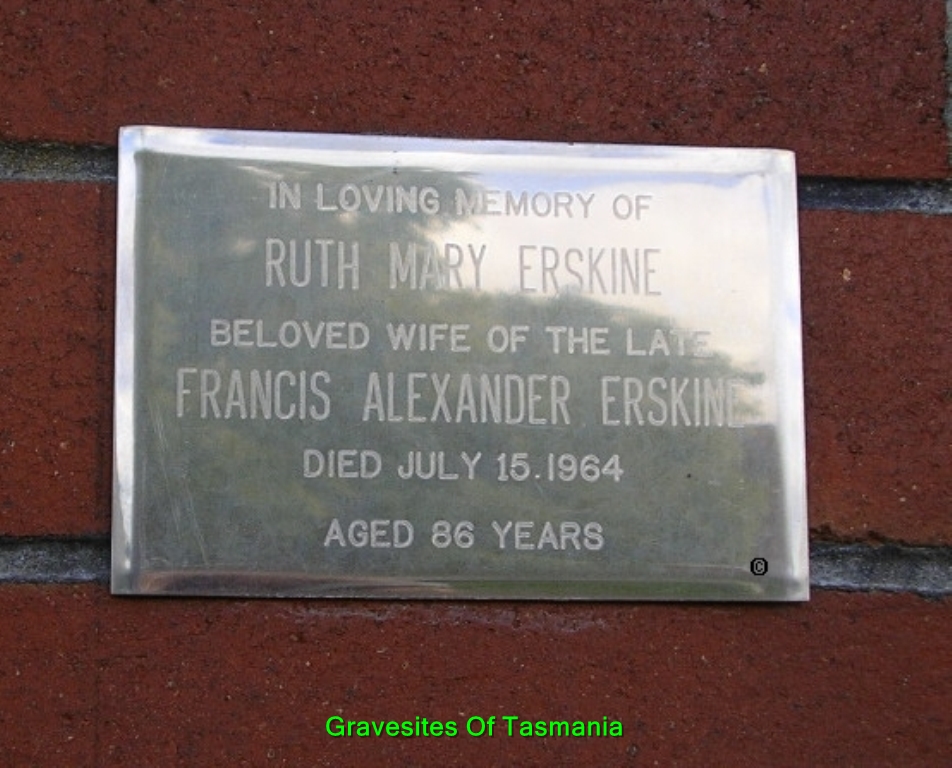 IN LOVING MEMORY OF
RUTH MARY ERSKINE
BELOVED WIFE OF THE LATE
FRANCIS ALEXANDER ERSKINE
DIED JULY 15.1964
AGED 86 YEARS
©
Gravesites Of Tasmania